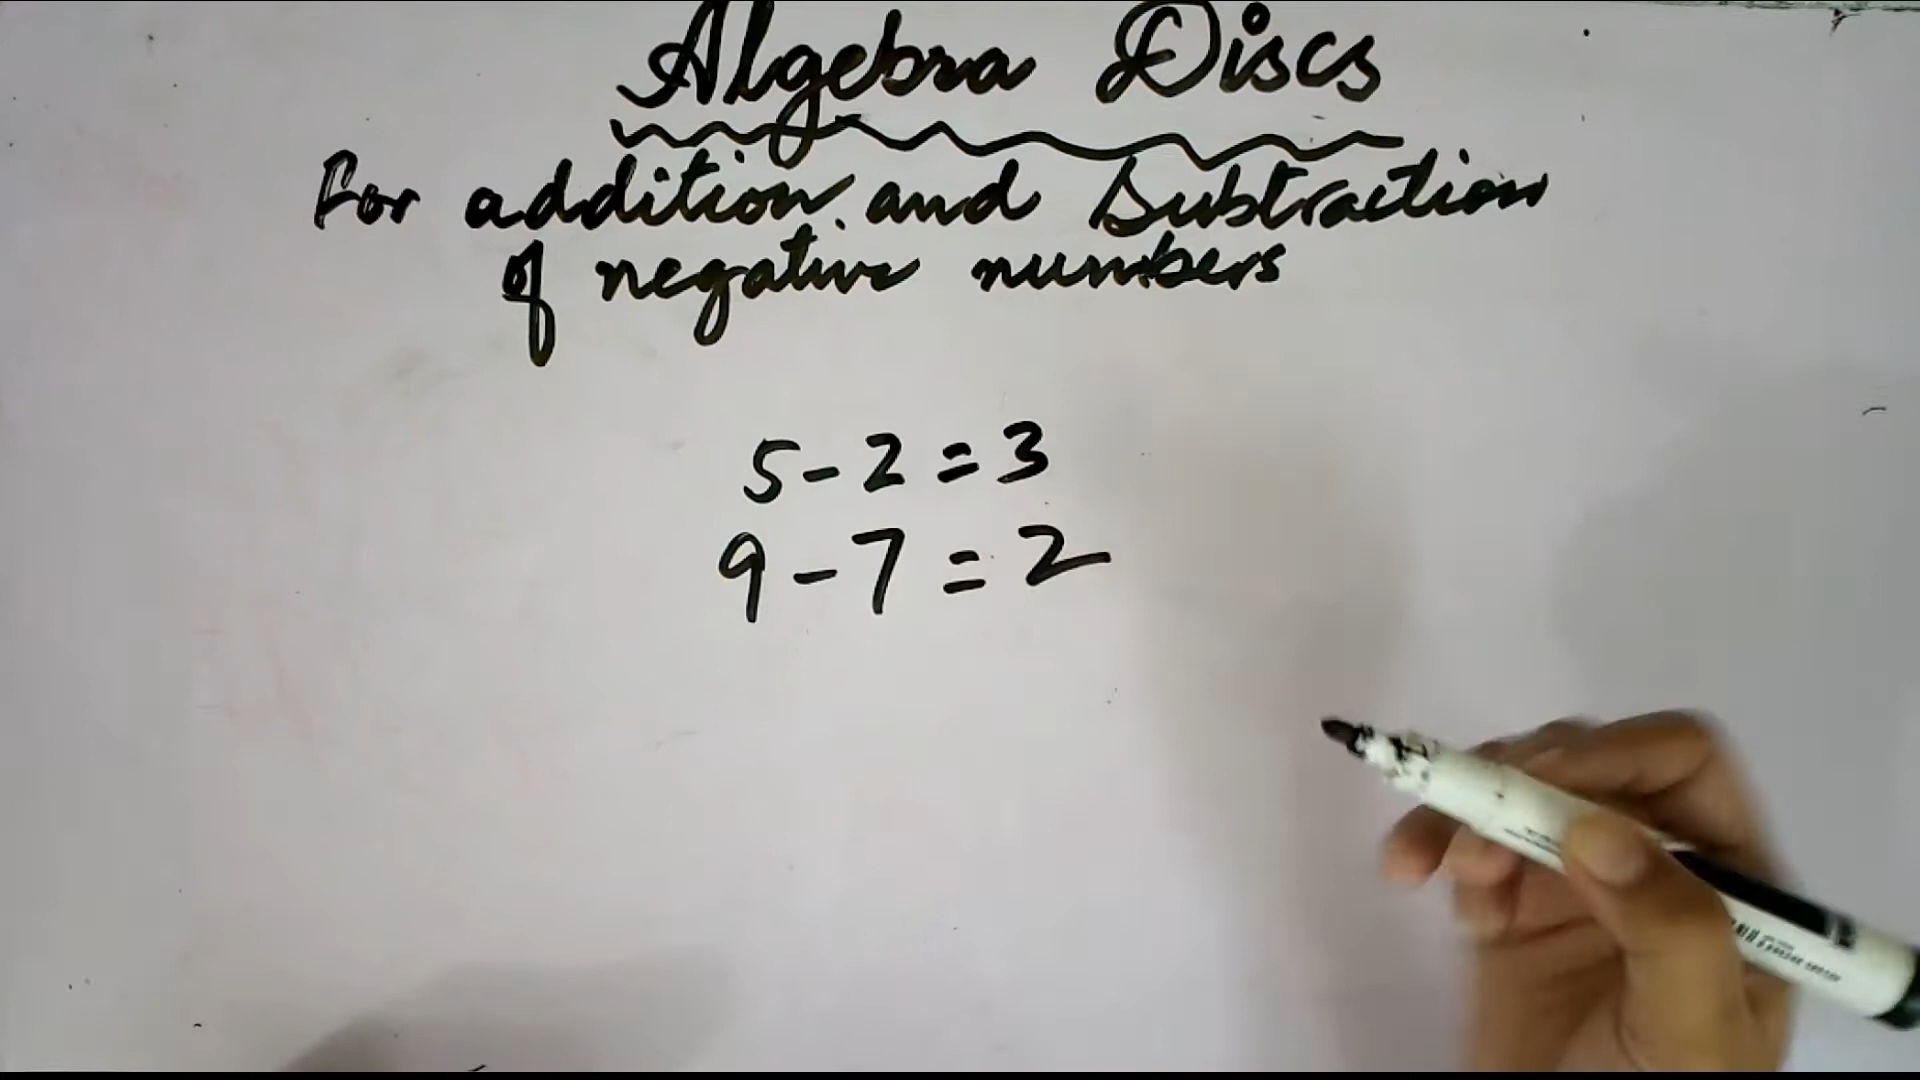 Algebra Discs
For addition and Subtraction
of negative numbers
5-2=3
9-7=2